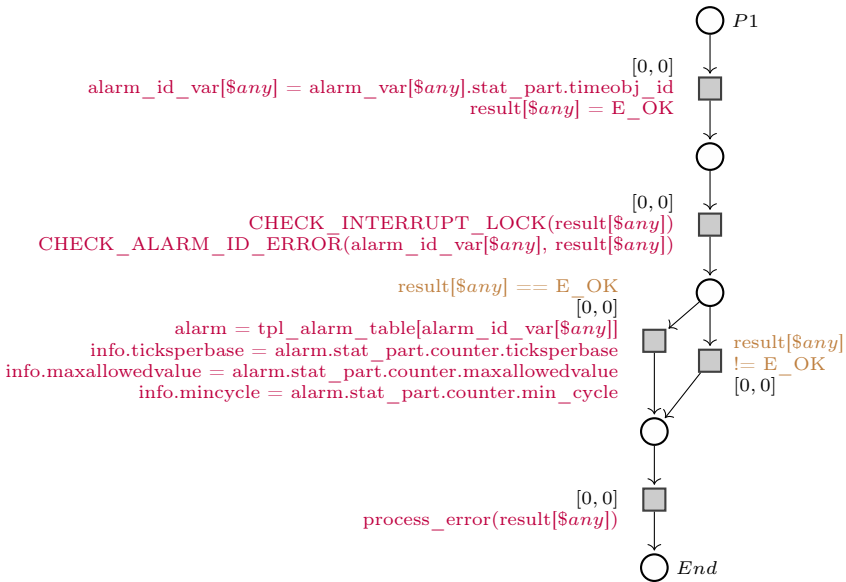 P1
[0, 0]
alarm_id_var[$any] = alarm_var[$any].stat_part.timeobj_id
result[$any] = E_OK
[0, 0]
CHECK_INTERRUPT_LOCK(result[$any])
CHECK_ALARM_ID_ERROR(alarm_id_var[$any], result[$any])
result[$any] == E_OK
[0, 0]
alarm = tpl_alarm_table[alarm_id_var[$any]]
info.ticksperbase = alarm.stat_part.counter.ticksperbase
info.maxallowedvalue = alarm.stat_part.counter.maxallowedvalue
info.mincycle = alarm.stat_part.counter.min_cycle
result[$any]
!= E_OK
[0, 0]
[0, 0]
process_error(result[$any])
End